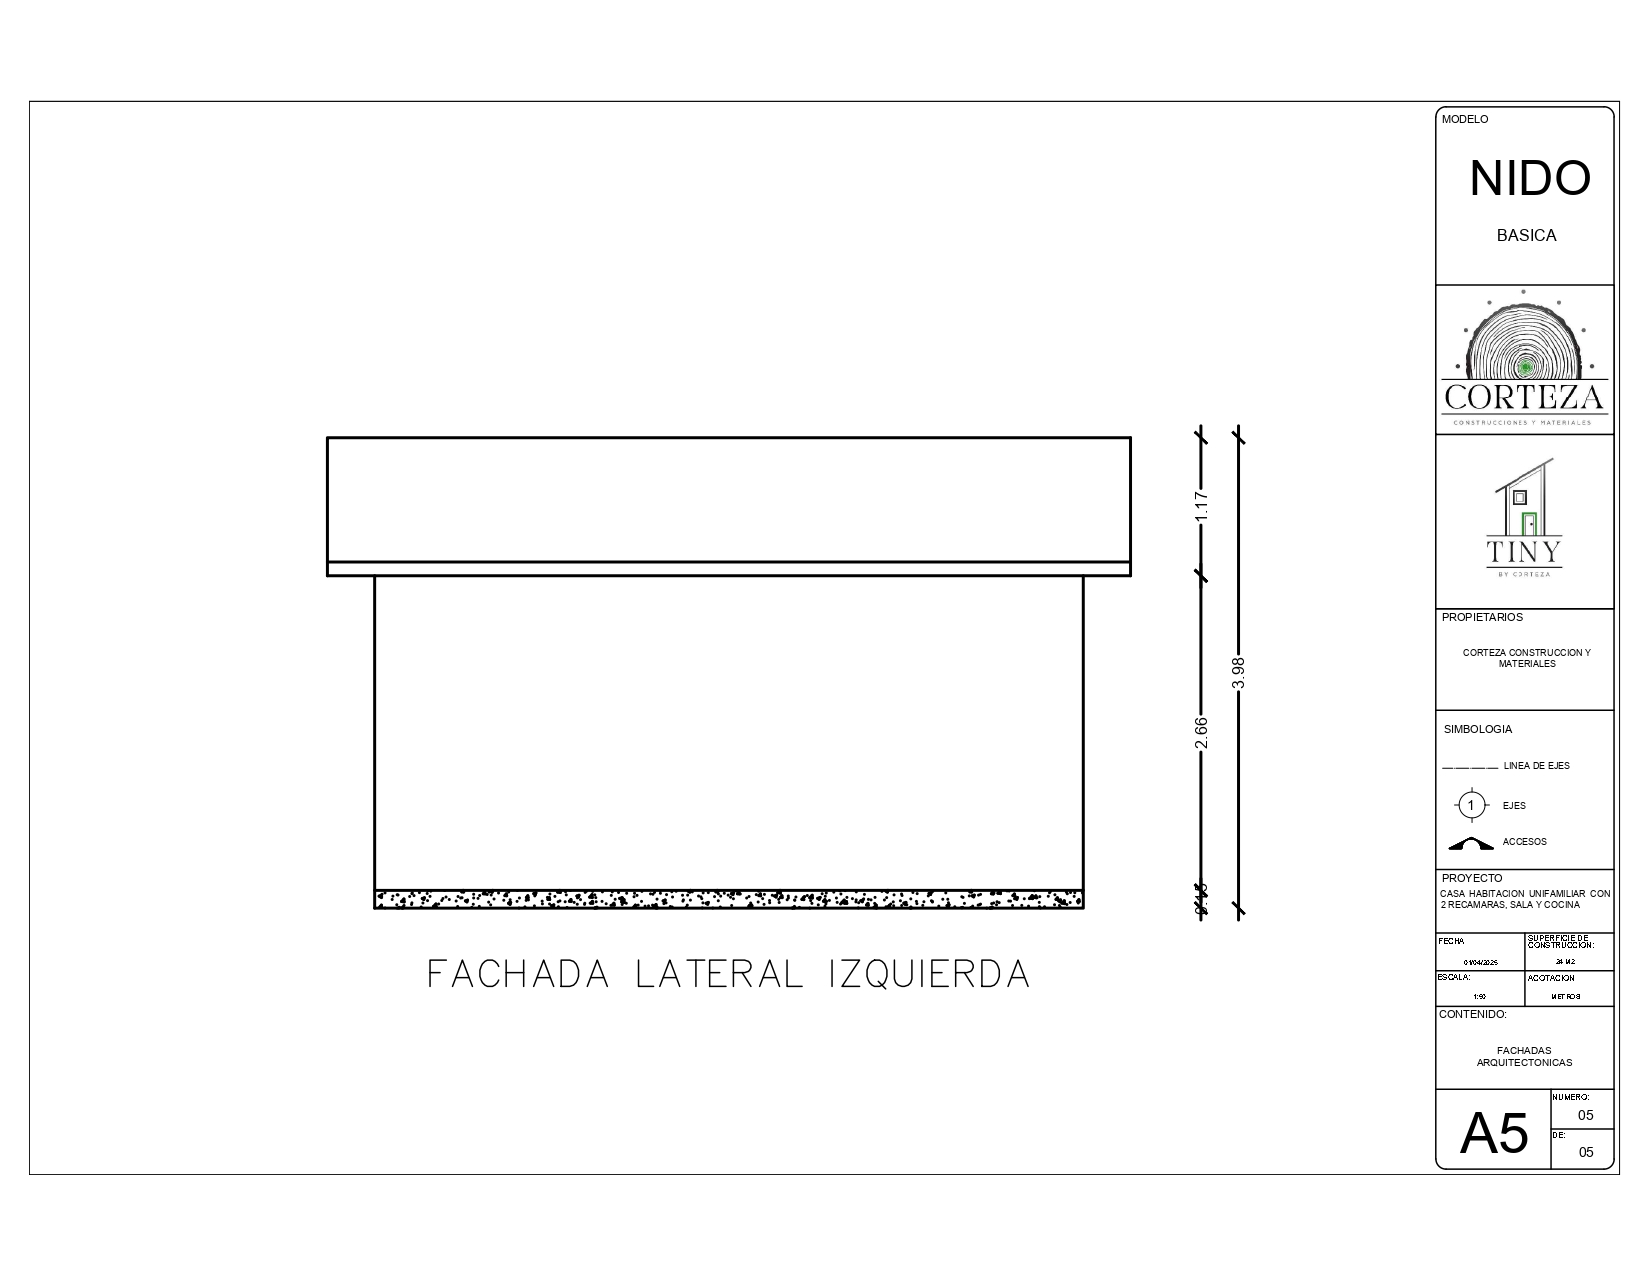 MODELO
NIDO
BASICA
CORTEZA
CONSTRUCCIONES Y MATERIALES
TINY
BY CORTEZA
PROPIETARIOS
CORTEZA CONSTRUCCION Y
MATERIALES
SIMBOLOGIA
LINEA DE EJES
1
EJES
ACCESOS
PROYECTO
CASA HABITACION UNIFAMILIAR CON
2 RECAMARAS, SALA Y COCINA
FECHA
01/04/2025
SUPERFICIE DE
CONSTRUCCION:
24 M2
ESCALA:
1:50
ACOTACION
METROS
CONTENIDO:
FACHADAS
ARQUITECTONICAS
A5
NUMERO:
05
DE:
05
1.17
2.66
3.98
FACHADA LATERAL IZQUIERDA